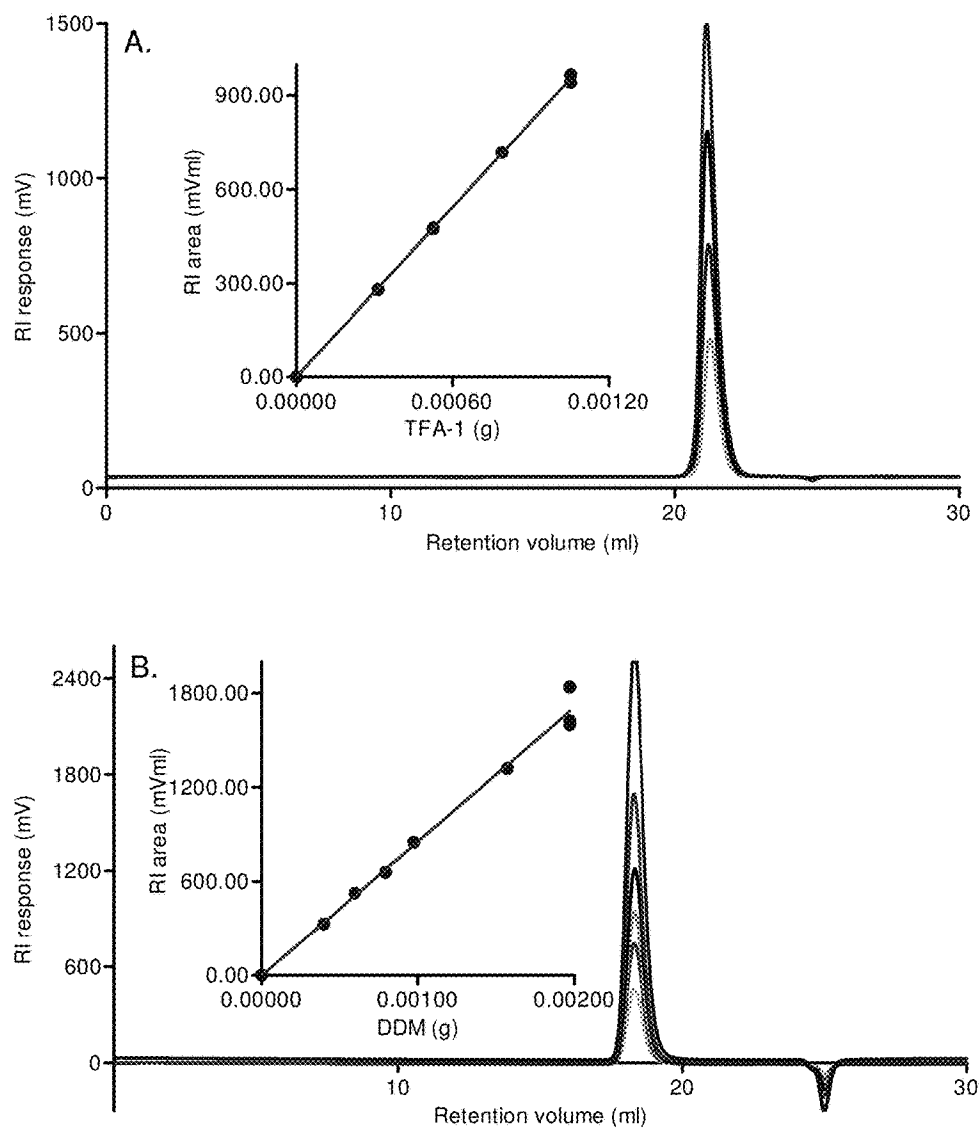 A.
1500
1000
500
0
RI response (mV)
900.00
600.00
300.00
0.00
RI area (mVml)
0.00000 0.00060 0.00120
TFA-1 (g)
0 10 20 30
Retention volume (ml)
B.
2400
1800
1200
600
0
RI response (mV)
1800.00
1200.00
600.00
0.00
RI area (mVml)
0.00000 0.00100 0.00200
DDM (g)
10 20 30
Retention volume (ml)